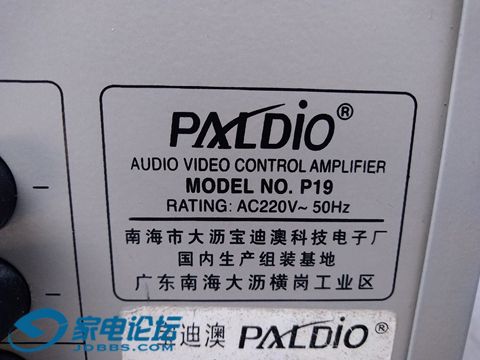 PALDIO®
AUDIO VIDEO CONTROL AMPLIFIER
MODEL NO. P19
RATING: AC220V~ 50Hz
南海市大沥宝迪澳科技电子厂
国内生产组装基地
广东南海大沥横岗工业区
迪澳 PALDIO®
家电论坛
JDBBS.COM